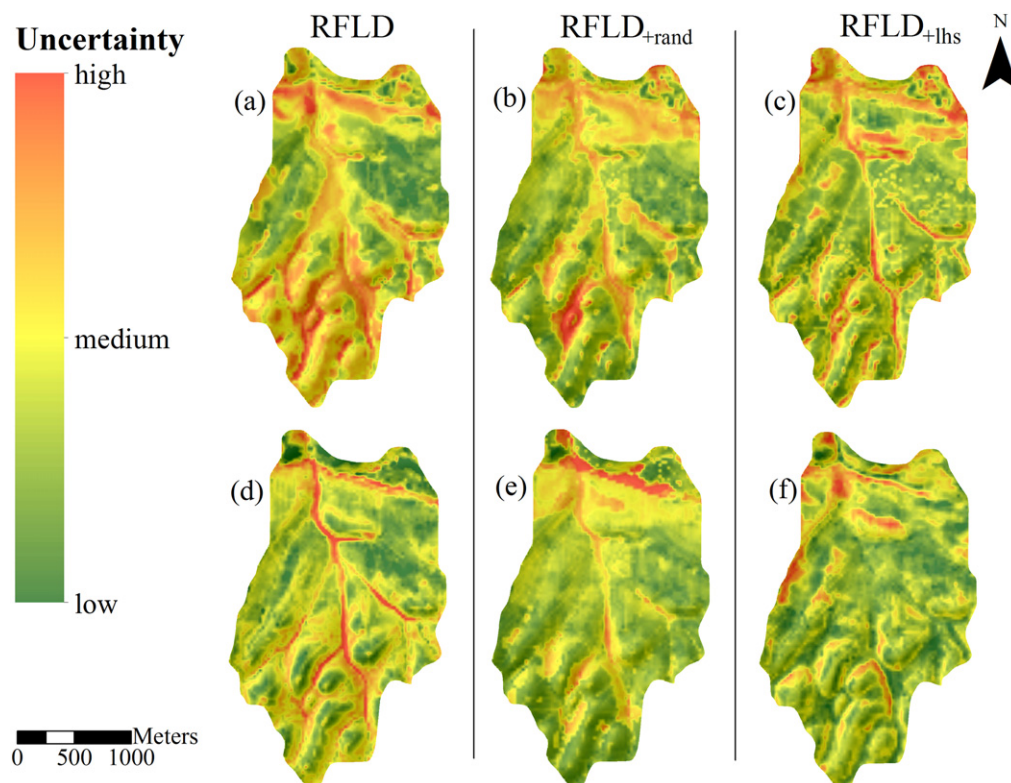 RFLD
RFLD+rand
RFLD+lhs
N
Uncertainty
high
medium
low
(a)
(b)
(c)
(d)
(e)
(f)
Meters
0 500 1000